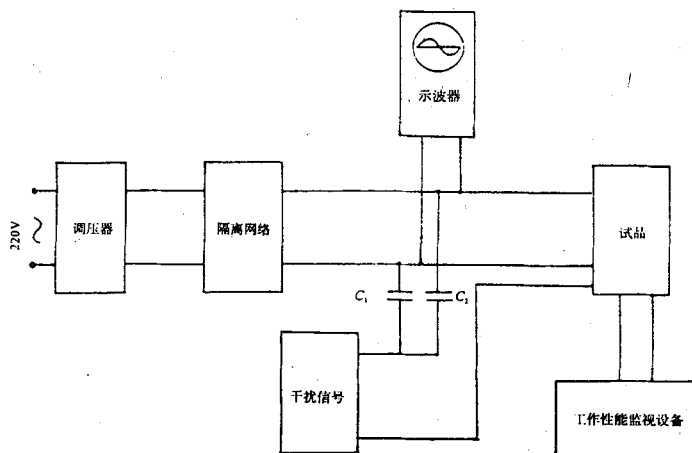 示波器
220V
调压器
隔离网络
试品
C₁
C₂
干扰信号
工作性能监视设备